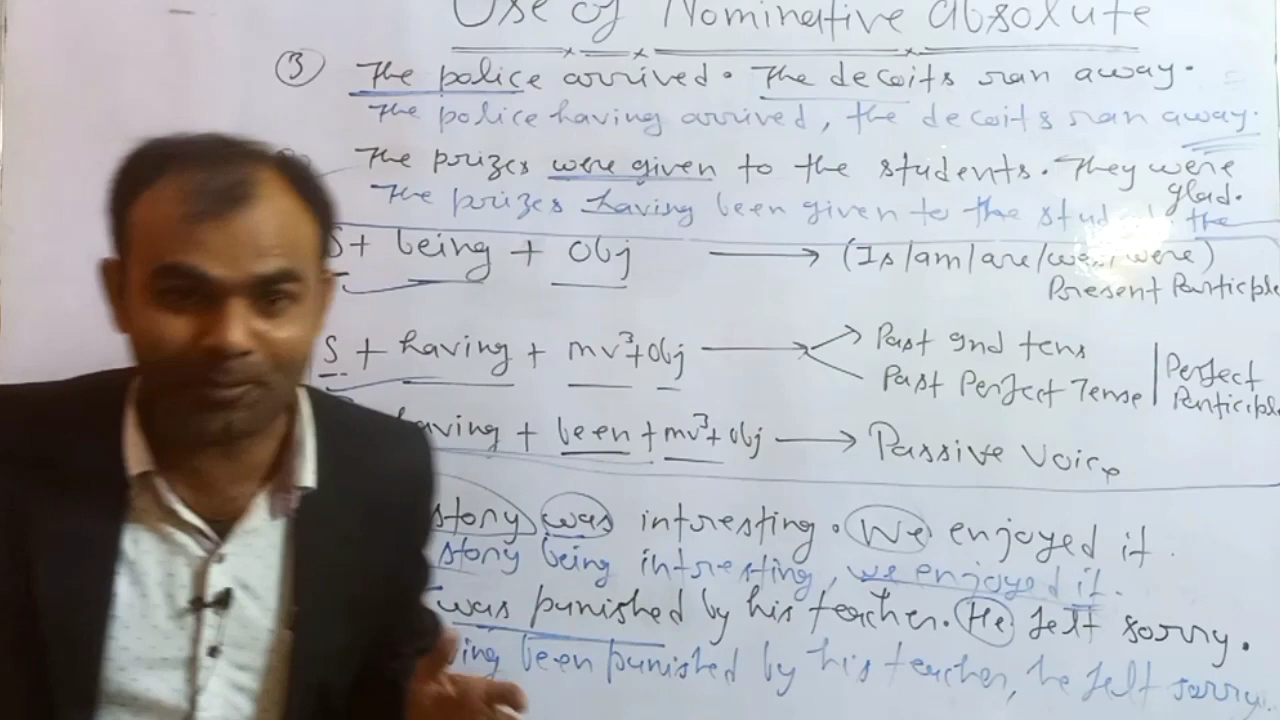 Use of Nominative absolute
③ The police arrived. The decoits ran away.
The police having arrived, the decoits ran away.
The prizes were given to the students. They were glad.
The prizes having been given to the stud the
S + being + Obj → (Is/am/are/was/were)
Present Participle
S + having + mv³+obj → Past ind tens
Past Perfect Tense
Perfect Participle
aving + been + mv³+ obj → Passive Voice
story was interesting. We enjoyed it.
story being interesting, we enjoyed it.
was punished by his teacher. He felt sorry.
ving been punished by his teacher, he felt sorry.